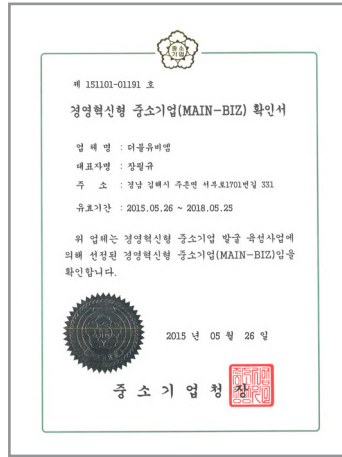 중소
기업
제 151101-01191 호
경영혁신형 중소기업(MAIN-BIZ) 확인서
업 체 명 : 더블유비엠
대표자명 : 장필규
주 소 : 경남 김해시 주촌면 서부로1701번길 331
유효기간 : 2015.05.26 ~ 2018.05.25
위 업체는 경영혁신형 중소기업 발굴 육성사업에
의해 선정된 경영혁신형 중소기업(MAIN-BIZ)임을
확인합니다.
2015 년 05 월 26 일
중 소 기 업 청 장